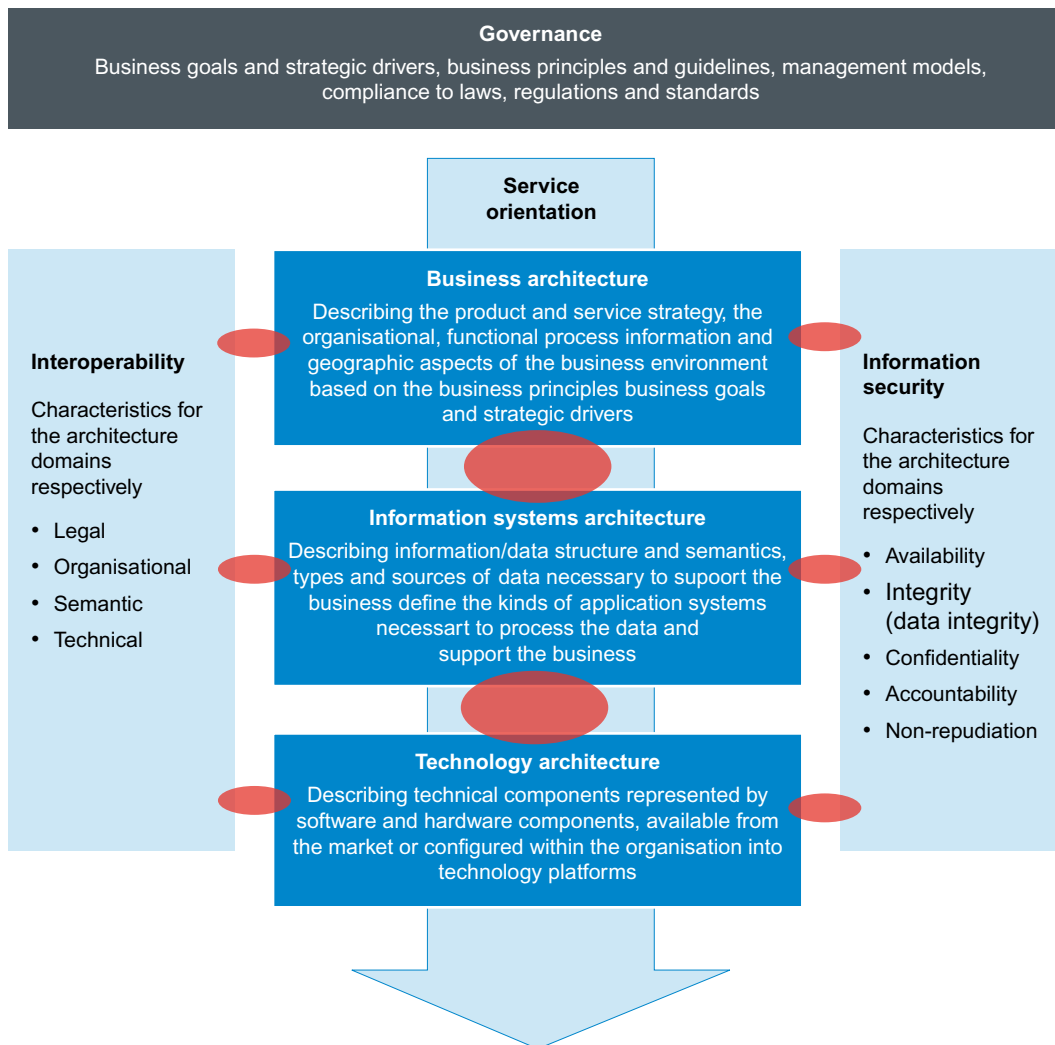 Governance
Business goals and strategic drivers, business principles and guidelines, management models,
compliance to laws, regulations and standards
Service
orientation
Interoperability
Characteristics for
the architecture
domains
respectively
• Legal
• Organisational
• Semantic
• Technical
Business architecture
Describing the product and service strategy, the
organisational, functional process information and
geographic aspects of the business environment
based on the business principles business goals
and strategic drivers
Information systems architecture
Describing information/data structure and semantics,
types and sources of data necessary to supoort the
business define the kinds of application systems
necessart to process the data and
support the business
Technology architecture
Describing technical components represented by
software and hardware components, available from
the market or configured within the organisation into
technology platforms
Information
security
Characteristics for
the architecture
domains
respectively
• Availability
• Integrity
(data integrity)
• Confidentiality
• Accountability
• Non-repudiation